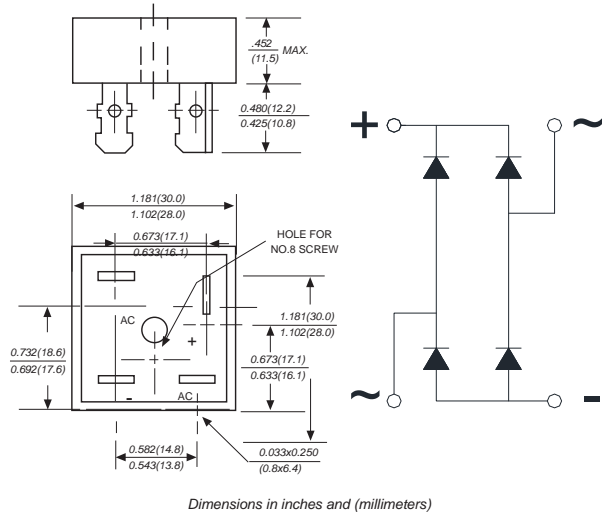 .452
(11.5)
MAX.
0.480(12.2)
0.425(10.8)
+
~
1.181(30.0)
1.102(28.0)
0.673(17.1)
0.633(16.1)
HOLE FOR
NO.8 SCREW
AC
+
1.181(30.0)
1.102(28.0)
0.732(18.6)
0.692(17.6)
0.673(17.1)
0.633(16.1)
-
AC
~
-
0.582(14.8)
0.543(13.8)
0.033x0.250
(0.8x6.4)
Dimensions in inches and (millimeters)